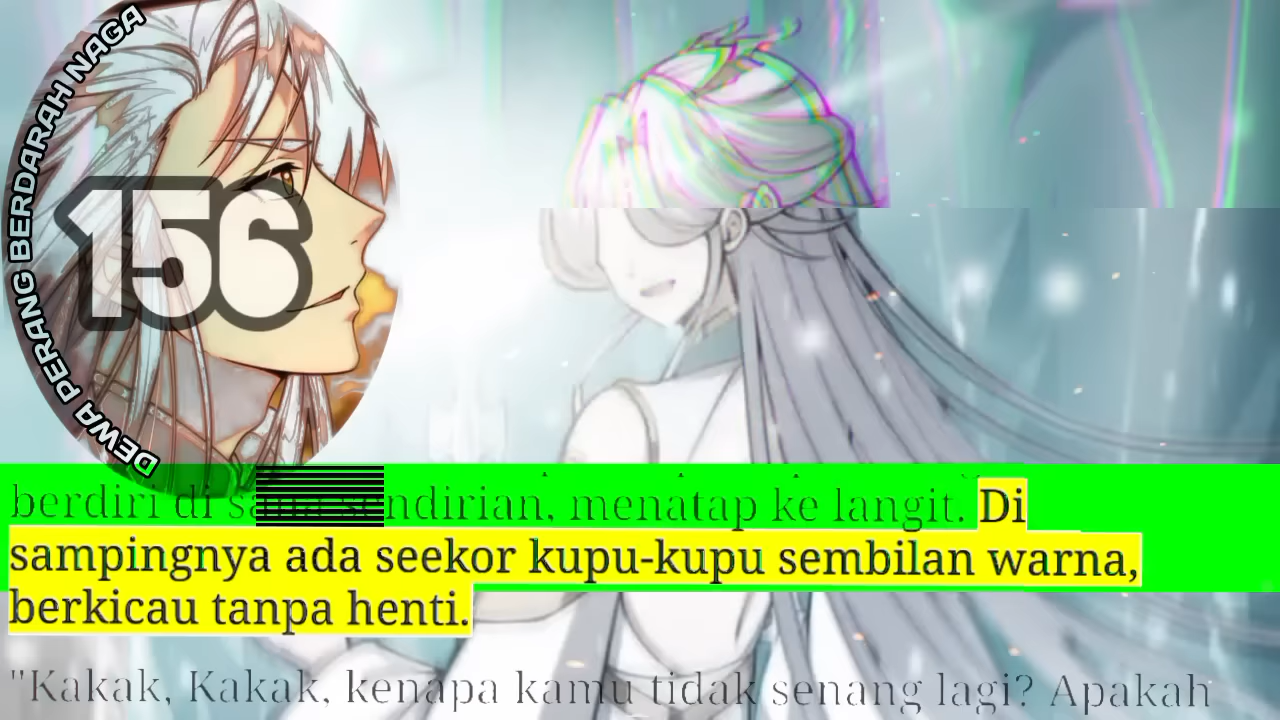 DEWA PERANG BERDARAH NAGA
156
berdiri di sana sendirian, menatap ke langit. Di
sampingnya ada seekor kupu-kupu sembilan warna,
berkicau tanpa henti.
"Kakak, Kakak, kenapa kamu tidak senang lagi? Apakah